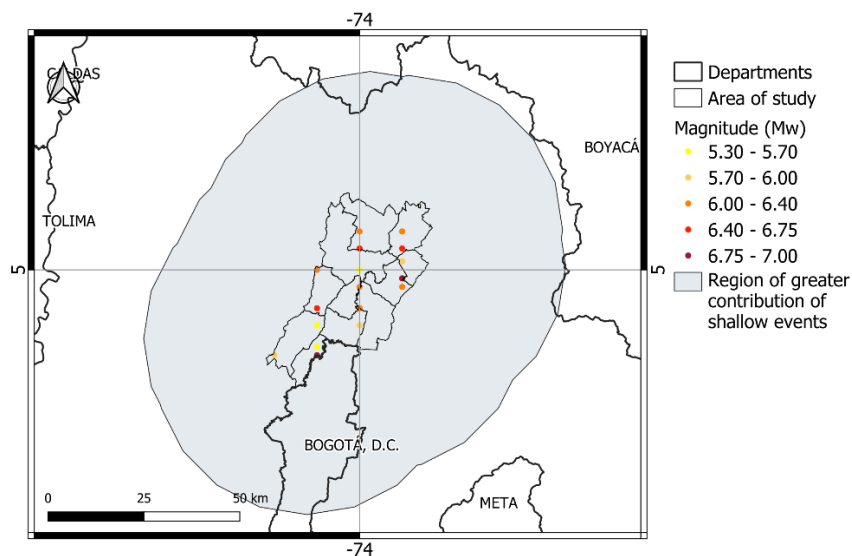 -74
CALDAS
Departments
Area of study
Magnitude (Mw)
5.30 - 5.70
5.70 - 6.00
6.00 - 6.40
6.40 - 6.75
6.75 - 7.00
Region of greater
contribution of
shallow events
BOYACÁ
TOLIMA
5
5
BOGOTÁ, D.C.
META
0
25
50 km
-74